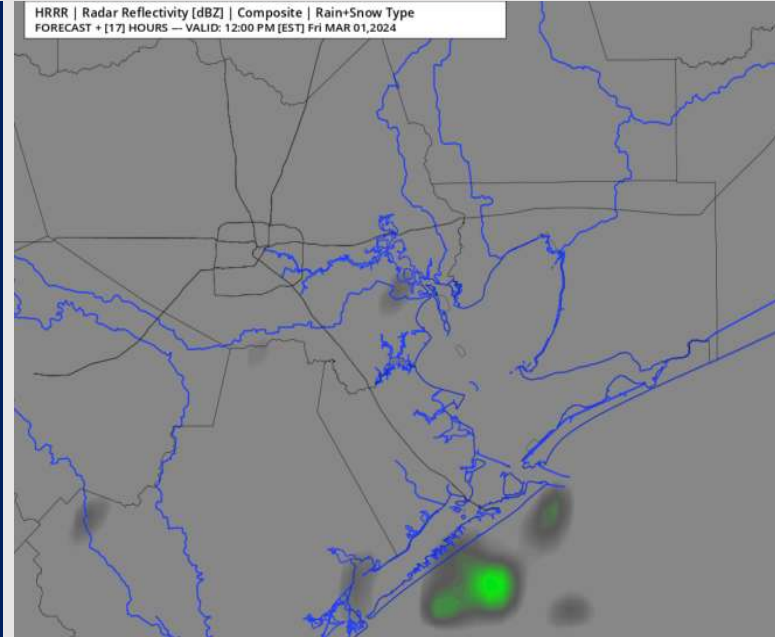 HRRR | Radar Reflectivity [dBZ] | Composite | Rain+Snow Type
FORECAST + [17] HOURS --- VALID: 12:00 PM [EST] Fri MAR 01,2024